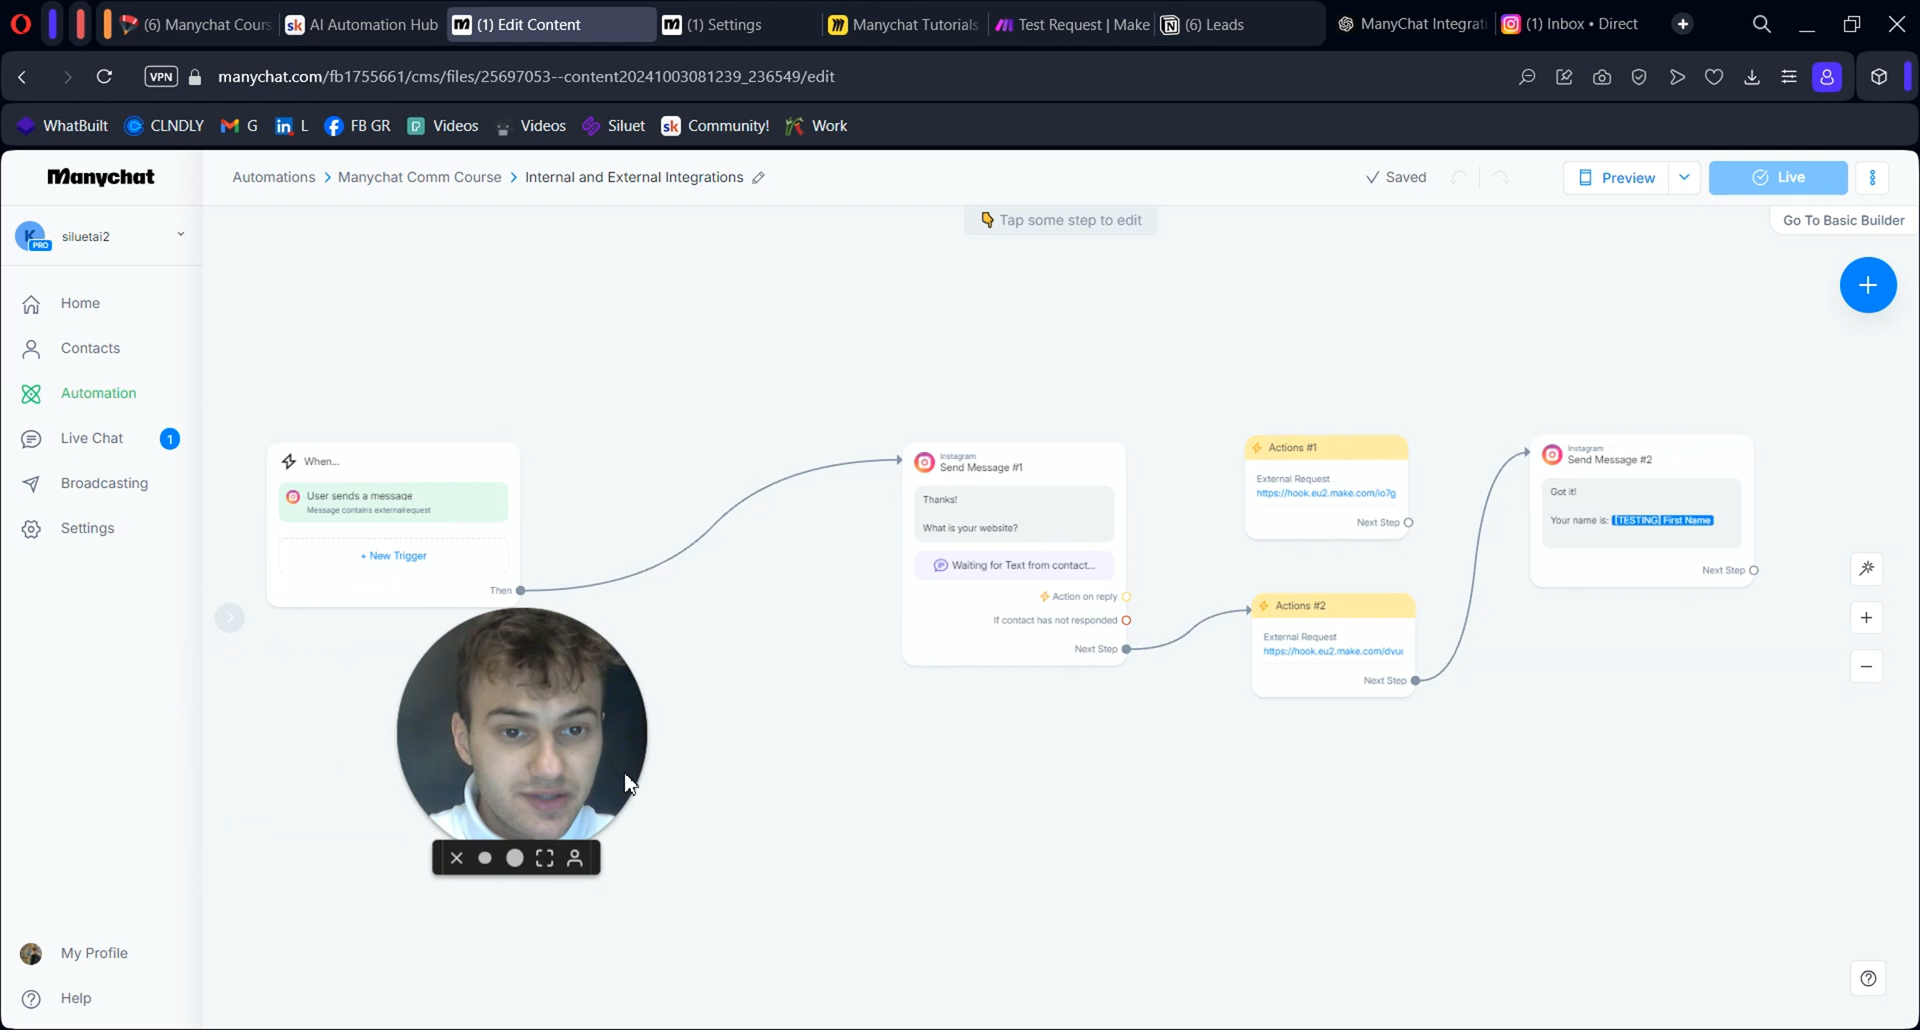 (6) Manychat Cours
AI Automation Hub
(1) Edit Content
(1) Settings
Manychat Tutorials
Test Request | Make
(6) Leads
ManyChat Integrati
(1) Inbox • Direct
VPN
manychat.com/fb1755661/cms/files/25697053--content20241003081239_236549/edit
WhatBuilt
CLNDLY
G
L
FB GR
Videos
Videos
Siluet
Community!
Work
Manychat
Automations > Manychat Comm Course > Internal and External Integrations
Saved
Preview
Live
K
PRO
siluetai2
Tap some step to edit
Go To Basic Builder
Home
Contacts
Automation
Live Chat
1
Broadcasting
Settings
When...
User sends a message
Message contains externalrequest
+ New Trigger
Then
Instagram
Send Message #1
Thanks!
What is your website?
Waiting for Text from contact...
Action on reply
If contact has not responded
Next Step
Actions #1
External Request
https://hook.eu2.make.com/io7g
Next Step
Actions #2
External Request
https://hook.eu2.make.com/dvu
Next Step
Instagram
Send Message #2
Got it!
Your name is: [TESTING] First Name
Next Step
My Profile
Help